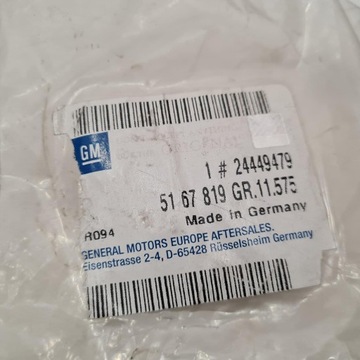 GM
1 # 24449479
51 67 819 GR.11.575
Made in Germany
R094
GENERAL MOTORS EUROPE AFTERSALES.
Eisenstrasse 2-4, D-65428 Rüsselsheim Germany